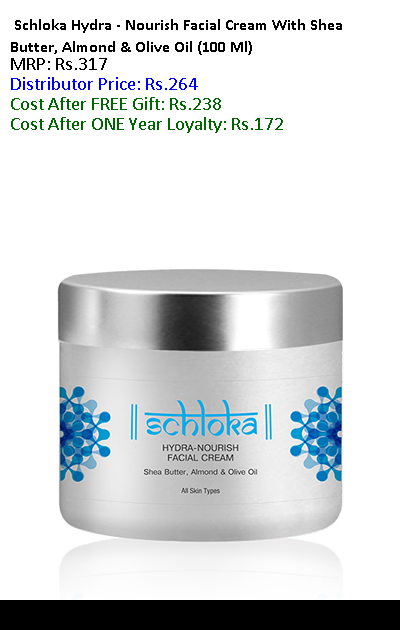 Schloka Hydra - Nourish Facial Cream With Shea
Butter, Almond & Olive Oil (100 Ml)
MRP: Rs.317
Distributor Price: Rs.264
Cost After FREE Gift: Rs.238
Cost After ONE Year Loyalty: Rs.172
|| schloka ||
HYDRA-NOURISH
FACIAL CREAM
Shea Butter, Almond & Olive Oil
All Skin Types